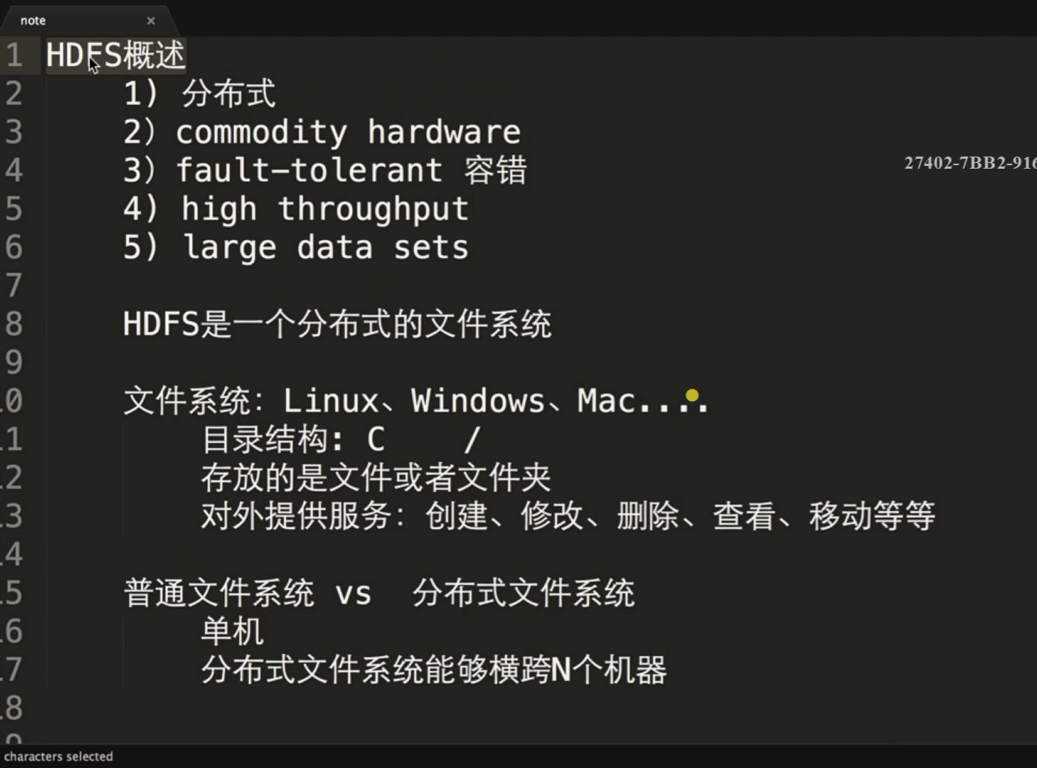 note ×
1 HDFS概述
2 1) 分布式
3 2) commodity hardware
4 3) fault-tolerant 容错
27402-7BB2-916
5 4) high throughput
6 5) large data sets
7
8 HDFS是一个分布式的文件系统
9
10 文件系统: Linux、Windows、Mac....
11 目录结构: C /
12 存放的是文件或者文件夹
13 对外提供服务: 创建、修改、删除、查看、移动等等
14
15 普通文件系统 vs 分布式文件系统
16 单机
17 分布式文件系统能够横跨N个机器
18
characters selected